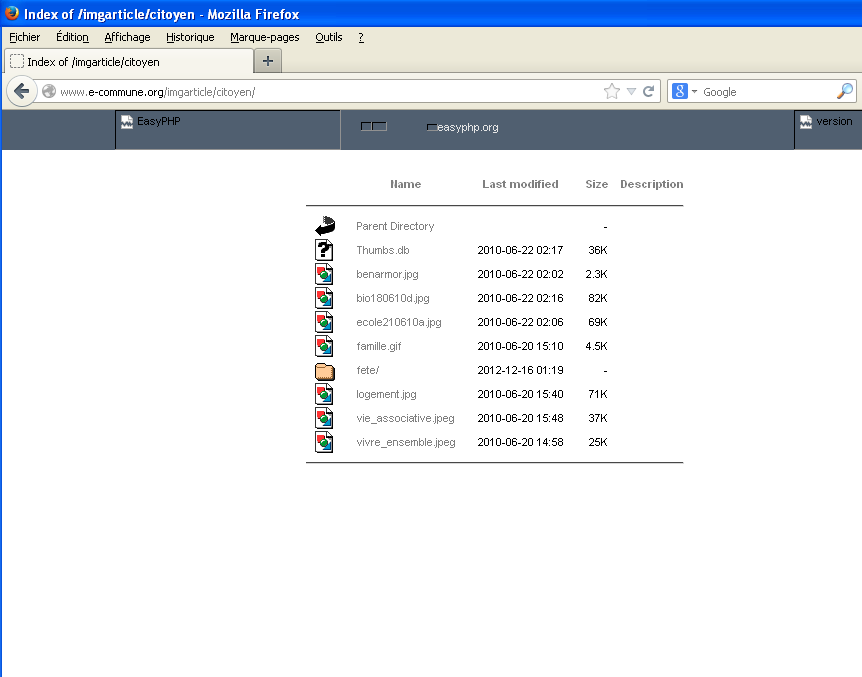 Index of /imgarticle/citoyen - Mozilla Firefox
Fichier Édition Affichage Historique Marque-pages Outils ?
Index of /imgarticle/citoyen
www.e-commune.org/imgarticle/citoyen/ Google
EasyPHP easyphp.org version
Name Last modified Size Description
Parent Directory -
Thumbs.db 2010-06-22 02:17 36K
benarmor.jpg 2010-06-22 02:02 2.3K
bio180610d.jpg 2010-06-22 02:16 82K
ecole210610a.jpg 2010-06-22 02:06 69K
famille.gif 2010-06-20 15:10 4.5K
fete/ 2012-12-16 01:19 -
logement.jpg 2010-06-20 15:40 71K
vie_associative.jpeg 2010-06-20 15:48 37K
vivre_ensemble.jpeg 2010-06-20 14:58 25K